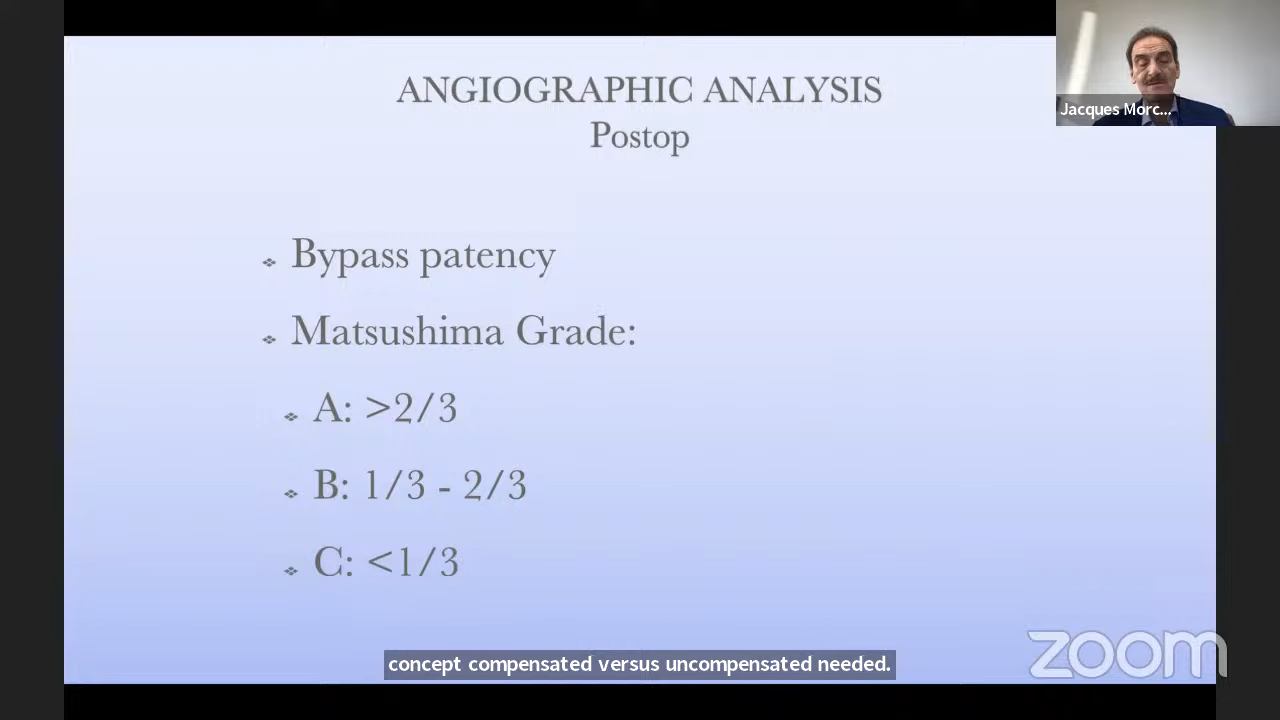 ANGIOGRAPHIC ANALYSIS
Postop
Jacques Morc...
Bypass patency
Matsushima Grade:
A: >2/3
B: 1/3 - 2/3
C: <1/3
concept compensated versus uncompensated needed.
zoom